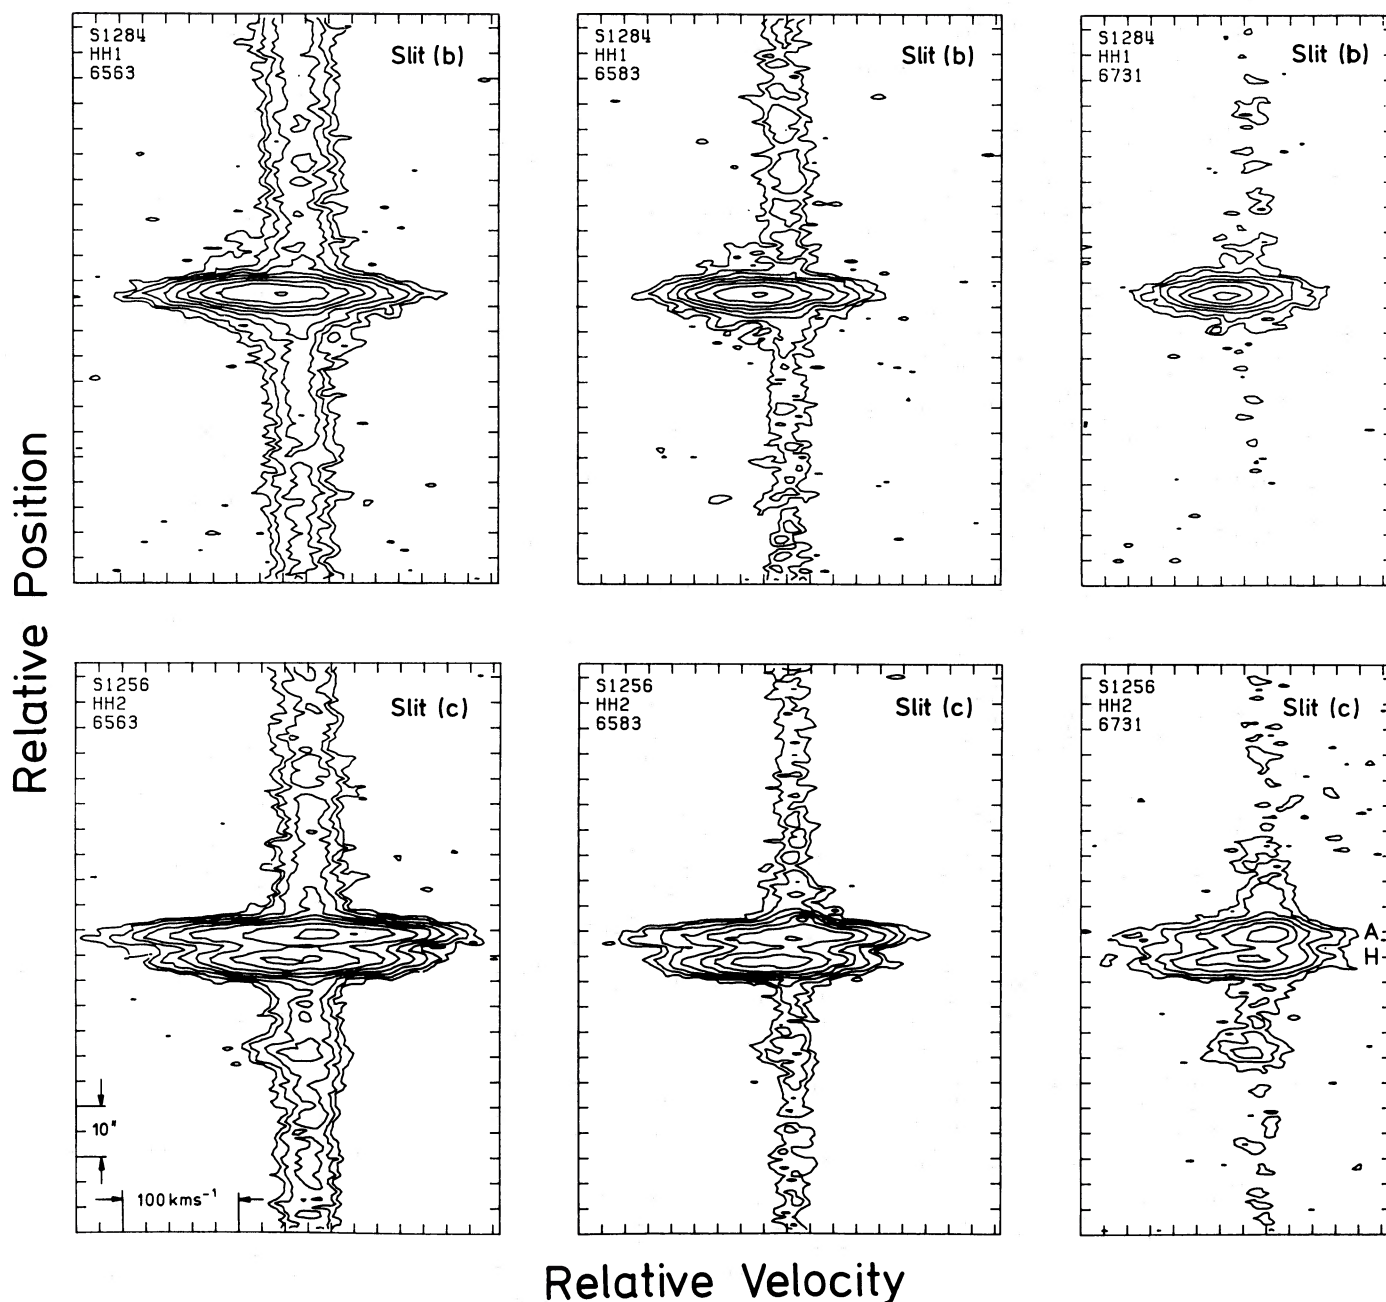 S1284
HH1
6563
Slit (b)
S1284
HH1
6583
Slit (b)
S1284
HH1
6731
Slit (b)
Relative Position
S1256
HH2
6563
Slit (c)
S1256
HH2
6583
Slit (c)
S1256
HH2
6731
Slit (c)
A
H
10"
100 kms⁻¹
Relative Velocity